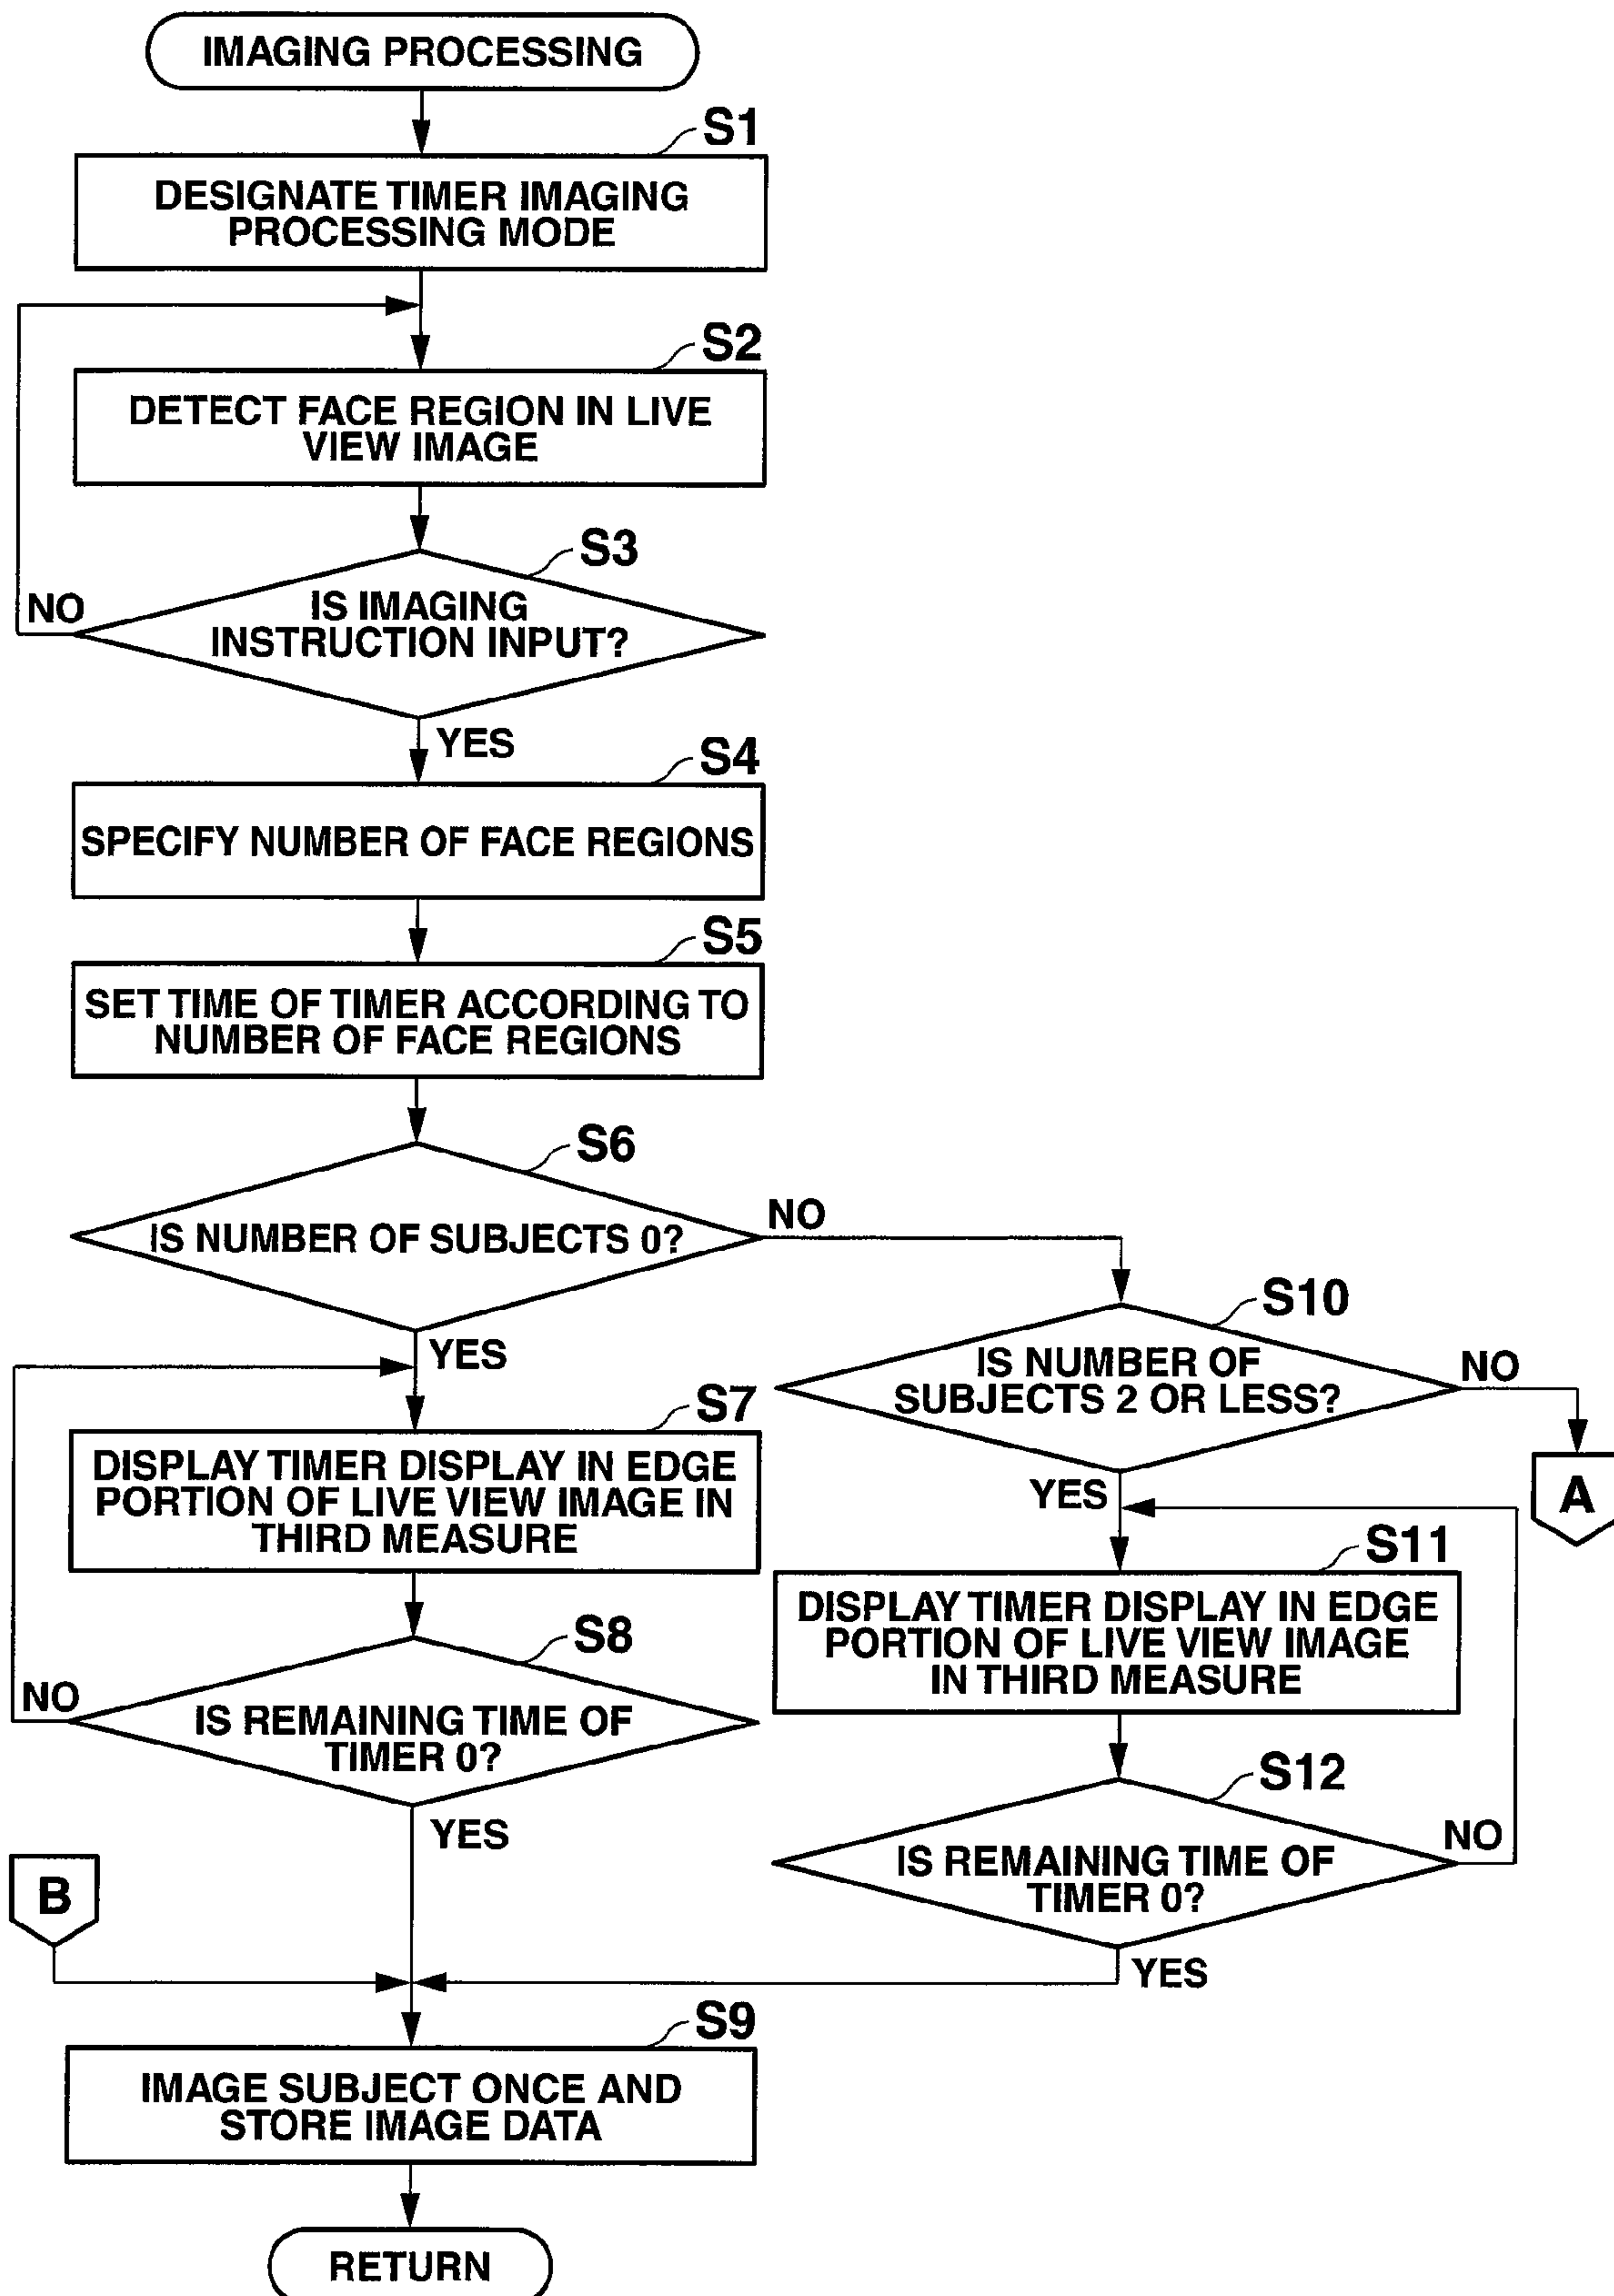 IMAGING PROCESSING
S1
DESIGNATE TIMER IMAGING
PROCESSING MODE
S2
DETECT FACE REGION IN LIVE
VIEW IMAGE
S3
IS IMAGING
INSTRUCTION INPUT?
NO
YES
S4
SPECIFY NUMBER OF FACE REGIONS
S5
SET TIME OF TIMER ACCORDING TO
NUMBER OF FACE REGIONS
S6
IS NUMBER OF SUBJECTS 0?
NO
YES
S7
DISPLAY TIMER DISPLAY IN EDGE
PORTION OF LIVE VIEW IMAGE IN
THIRD MEASURE
S8
IS REMAINING TIME OF
TIMER 0?
NO
YES
S10
IS NUMBER OF
SUBJECTS 2 OR LESS?
NO
A
YES
S11
DISPLAY TIMER DISPLAY IN EDGE
PORTION OF LIVE VIEW IMAGE
IN THIRD MEASURE
S12
IS REMAINING TIME OF
TIMER 0?
NO
YES
B
S9
IMAGE SUBJECT ONCE AND
STORE IMAGE DATA
RETURN